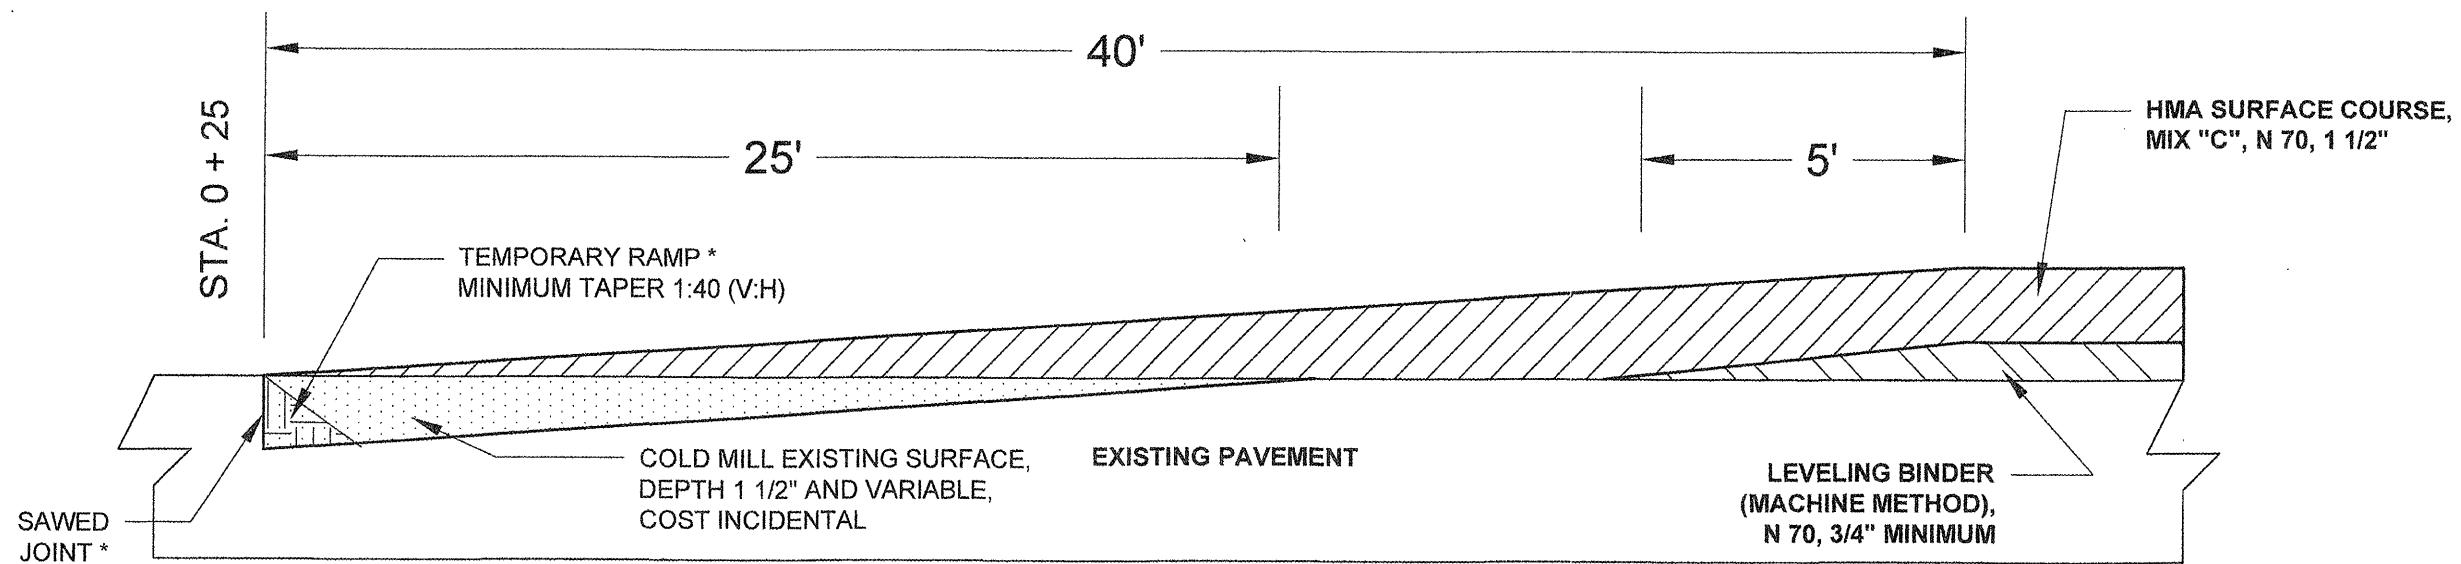 40'
STA. 0 + 25
25'
5'
HMA SURFACE COURSE,
MIX "C", N 70, 1 1/2"
TEMPORARY RAMP *
MINIMUM TAPER 1:40 (V:H)
COLD MILL EXISTING SURFACE,
DEPTH 1 1/2" AND VARIABLE,
COST INCIDENTAL
EXISTING PAVEMENT
LEVELING BINDER
(MACHINE METHOD),
N 70, 3/4" MINIMUM
SAWED
JOINT *